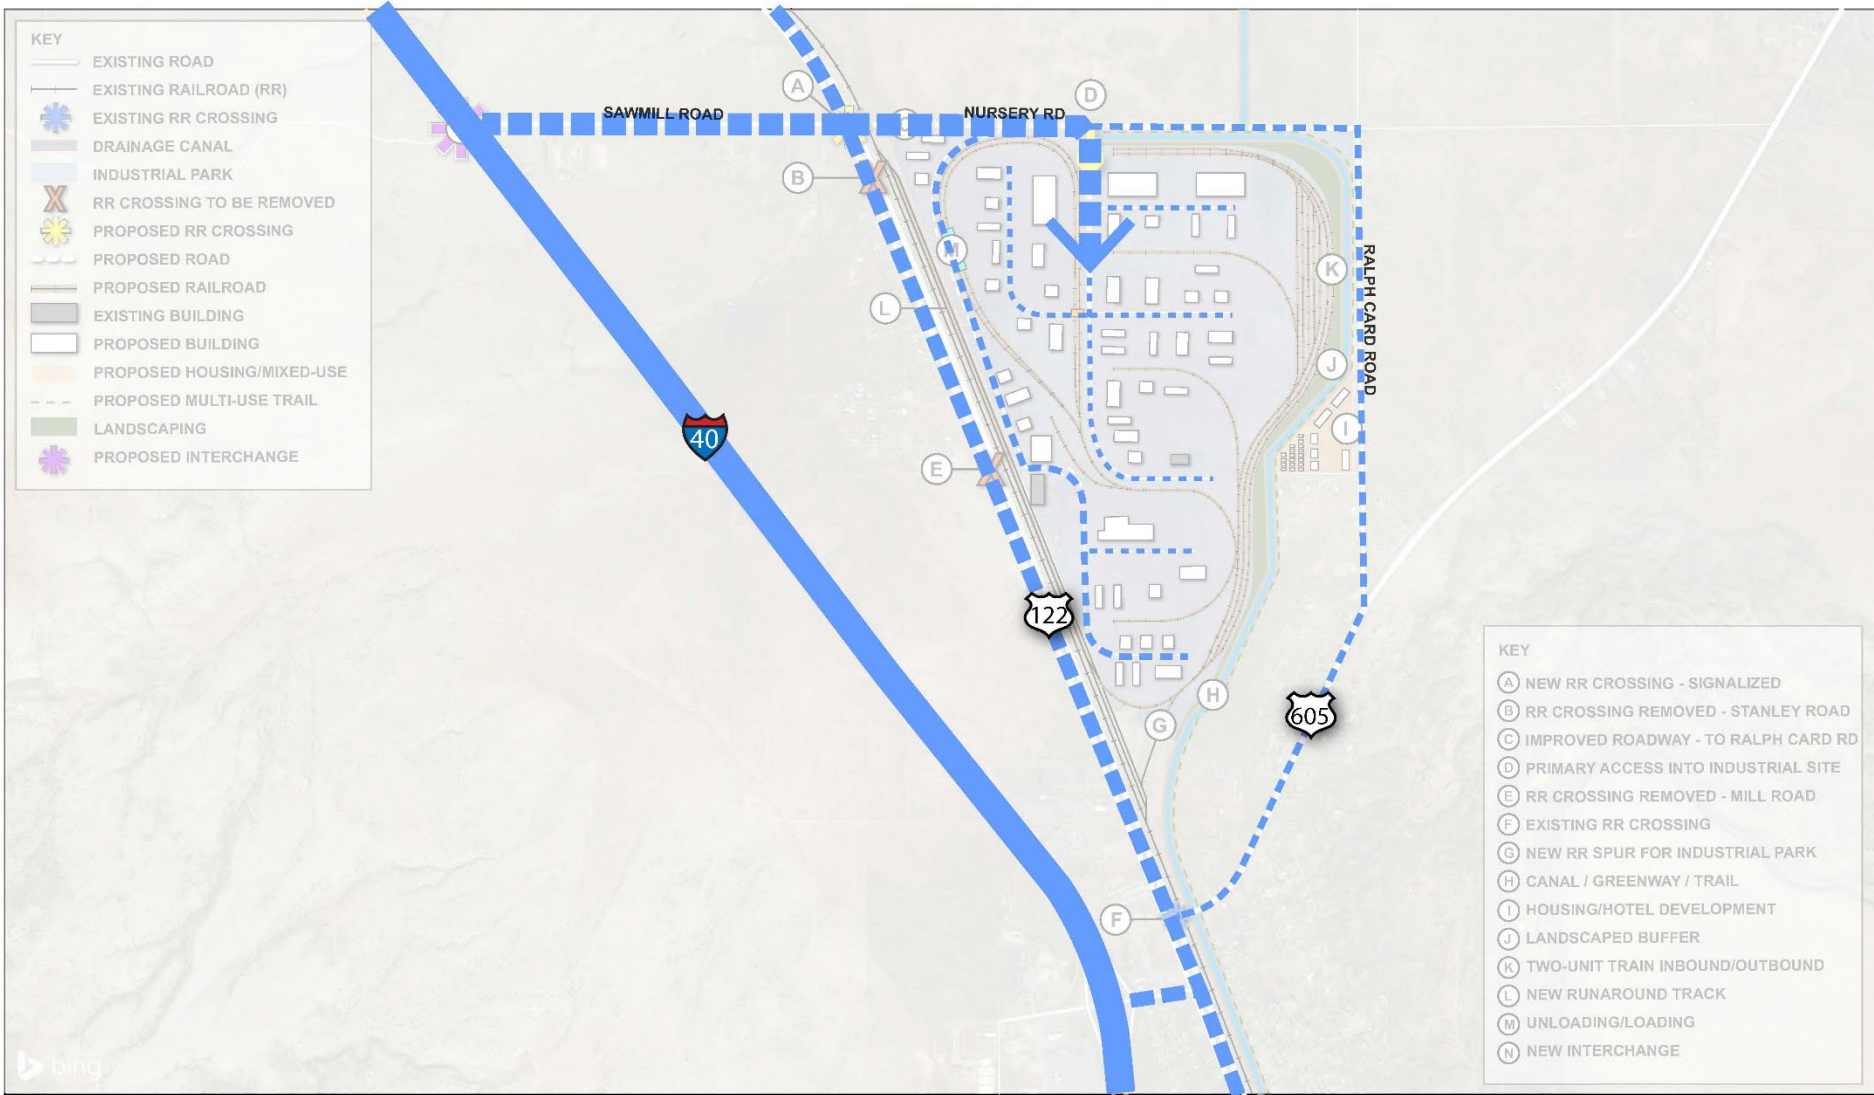 KEY
EXISTING ROAD
EXISTING RAILROAD (RR)
EXISTING RR CROSSING
DRAINAGE CANAL
INDUSTRIAL PARK
RR CROSSING TO BE REMOVED
PROPOSED RR CROSSING
PROPOSED ROAD
PROPOSED RAILROAD
EXISTING BUILDING
PROPOSED BUILDING
PROPOSED HOUSING/MIXED-USE
PROPOSED MULTI-USE TRAIL
LANDSCAPING
PROPOSED INTERCHANGE
A
D
SAWMILL ROAD
NURSERY RD
C
B
M
K
L
RALPH CARD ROAD
J
I
40
E
122
H
605
G
F
KEY
A NEW RR CROSSING - SIGNALIZED
B RR CROSSING REMOVED - STANLEY ROAD
C IMPROVED ROADWAY - TO RALPH CARD RD
D PRIMARY ACCESS INTO INDUSTRIAL SITE
E RR CROSSING REMOVED - MILL ROAD
F EXISTING RR CROSSING
G NEW RR SPUR FOR INDUSTRIAL PARK
H CANAL / GREENWAY / TRAIL
I HOUSING/HOTEL DEVELOPMENT
J LANDSCAPED BUFFER
K TWO-UNIT TRAIN INBOUND/OUTBOUND
L NEW RUNAROUND TRACK
M UNLOADING/LOADING
N NEW INTERCHANGE
bing